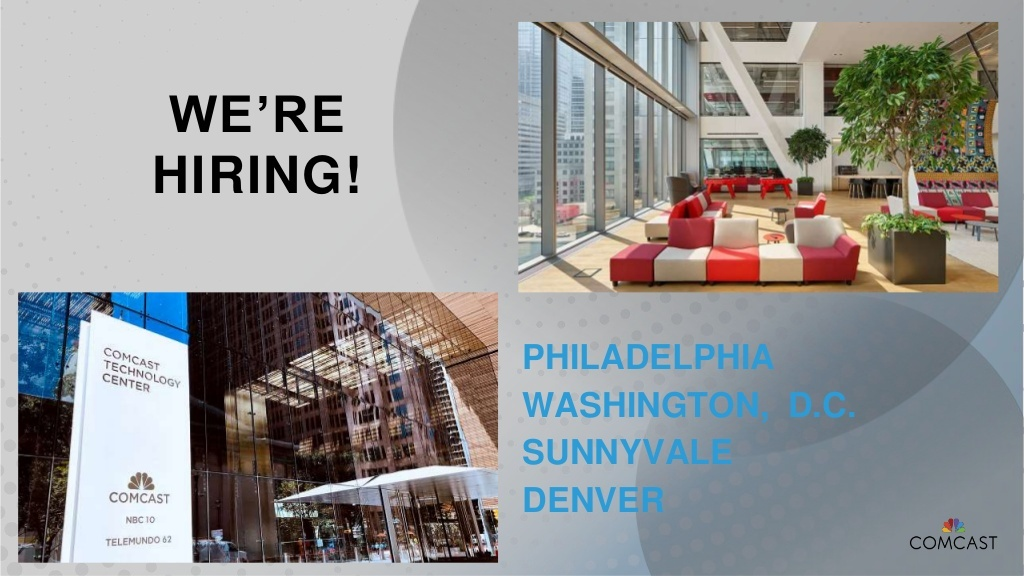 WE’RE
HIRING!
COMCAST
TECHNOLOGY
CENTER
COMCAST
NBC 10
TELEMUNDO 62
PHILADELPHIA
WASHINGTON, D.C.
SUNNYVALE
DENVER
COMCAST